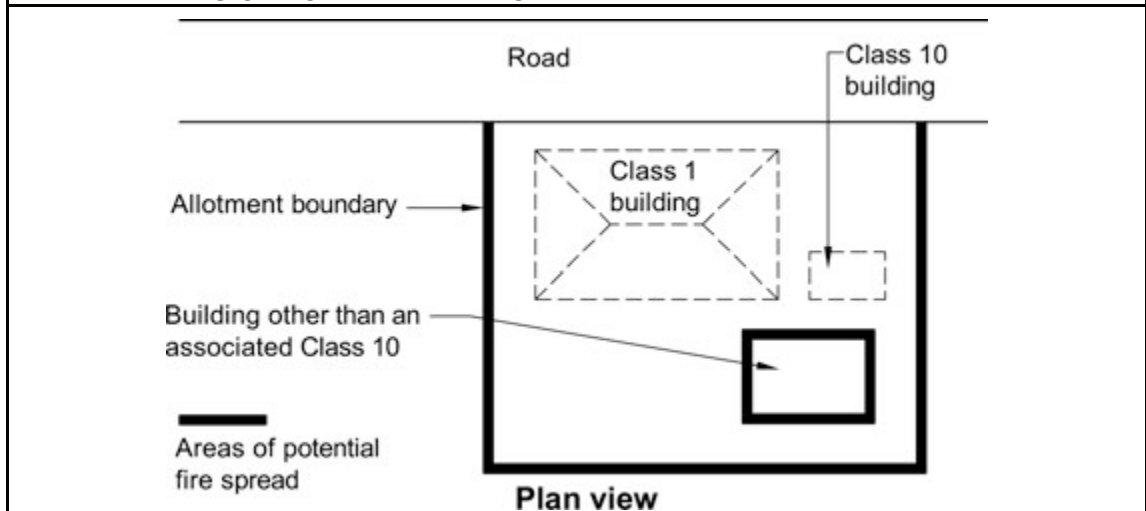 Road
Class 10
building
Class 1
building
Allotment boundary
Building other than an
associated Class 10
Areas of potential
fire spread
Plan view